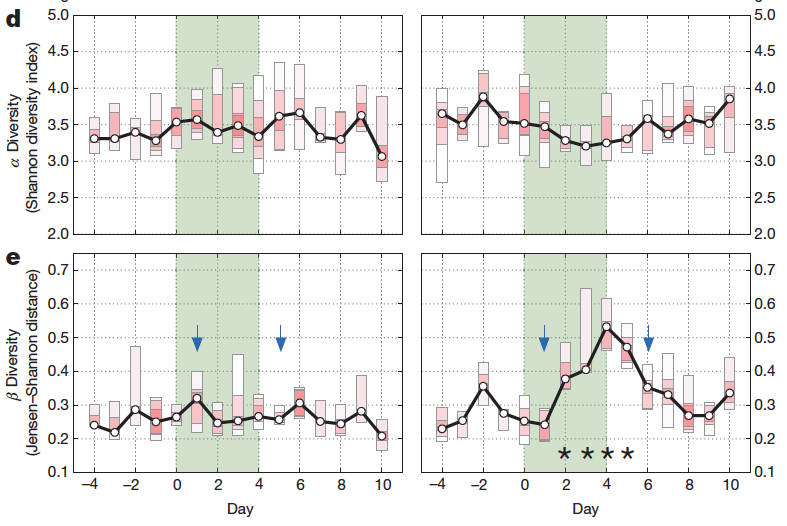 d
5.0 5.0
4.5 4.5
4.0 4.0
3.5 3.5
3.0 3.0
2.5 2.5
2.0 2.0
α Diversity
(Shannon diversity index)
e
0.7 0.7
0.6 0.6
0.5 0.5
0.4 0.4
0.3 0.3
0.2 0.2
0.1 0.1
β Diversity
(Jensen–Shannon distance)
* * * *
−4 −2 0 2 4 6 8 10 −4 −2 0 2 4 6 8 10
Day Day